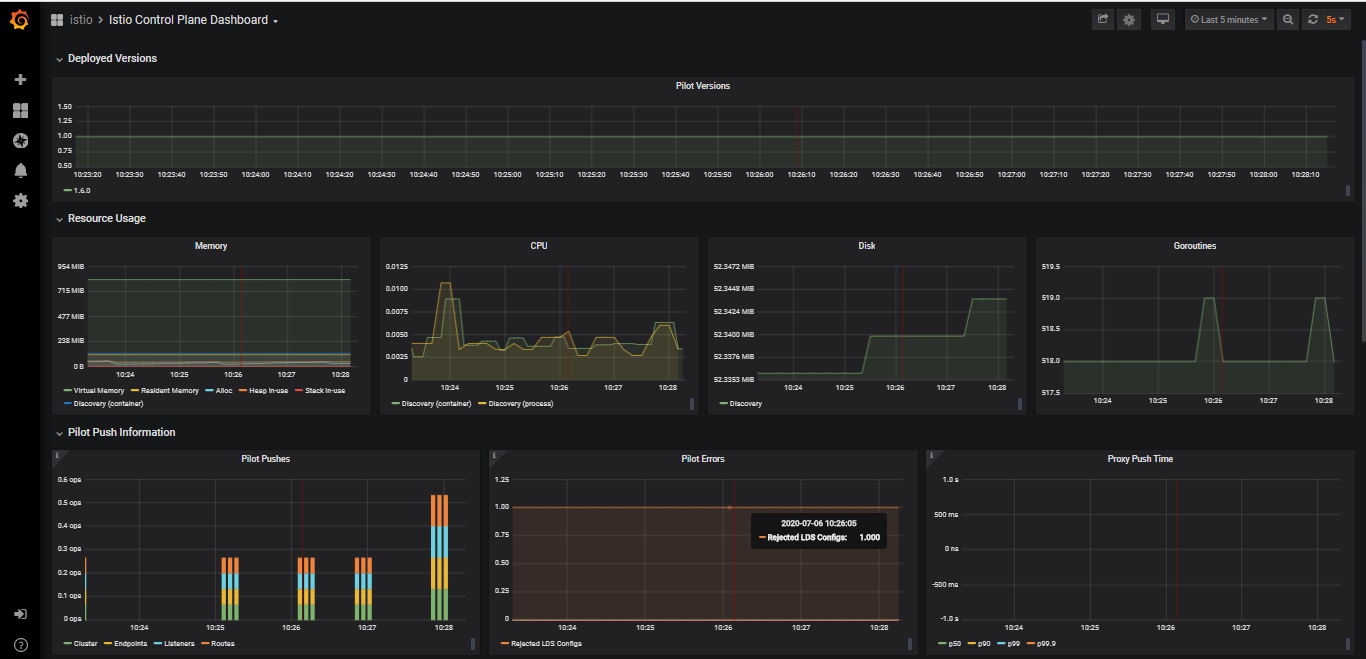 istio > Istio Control Plane Dashboard
Last 5 minutes
5s
Deployed Versions
Pilot Versions
1.50
1.25
1.00
0.75
0.50
10:23:20 10:23:30 10:23:40 10:23:50 10:24:00 10:24:10 10:24:20 10:24:30 10:24:40 10:24:50 10:25:00 10:25:10 10:25:20 10:25:30 10:25:40 10:25:50 10:26:00 10:26:10 10:26:20 10:26:30 10:26:40 10:26:50 10:27:00 10:27:10 10:27:20 10:27:30 10:27:40 10:27:50 10:28:00 10:28:10
1.6.0
Resource Usage
Memory
954 MiB
715 MiB
477 MiB
238 MiB
0 B
10:24 10:25 10:26 10:27 10:28
Virtual Memory Resident Memory Alloc Heap in-use Stack in-use
Discovery (container)
CPU
0.0125
0.0100
0.0075
0.0050
0.0025
0
10:24 10:25 10:26 10:27 10:28
Discovery (container) Discovery (process)
Disk
52.3472 MiB
52.3448 MiB
52.3424 MiB
52.3400 MiB
52.3376 MiB
52.3353 MiB
10:24 10:25 10:26 10:27 10:28
Discovery
Goroutines
519.5
519.0
518.5
518.0
517.5
10:24 10:25 10:26 10:27 10:28
Pilot Push Information
Pilot Pushes
0.6 ops
0.5 ops
0.4 ops
0.3 ops
0.2 ops
0.1 ops
0 ops
10:24 10:25 10:26 10:27 10:28
Cluster Endpoints Listeners Routes
Pilot Errors
1.25
1.00
0.75
0.50
0.25
0
2020-07-06 10:26:05
Rejected LDS Configs: 1.000
10:24 10:25 10:26 10:27 10:28
Rejected LDS Configs
Proxy Push Time
1.0 s
500 ms
0 ns
-500 ms
-1.0 s
10:24 10:25 10:26 10:27 10:28
p50 p90 p99 p99.9